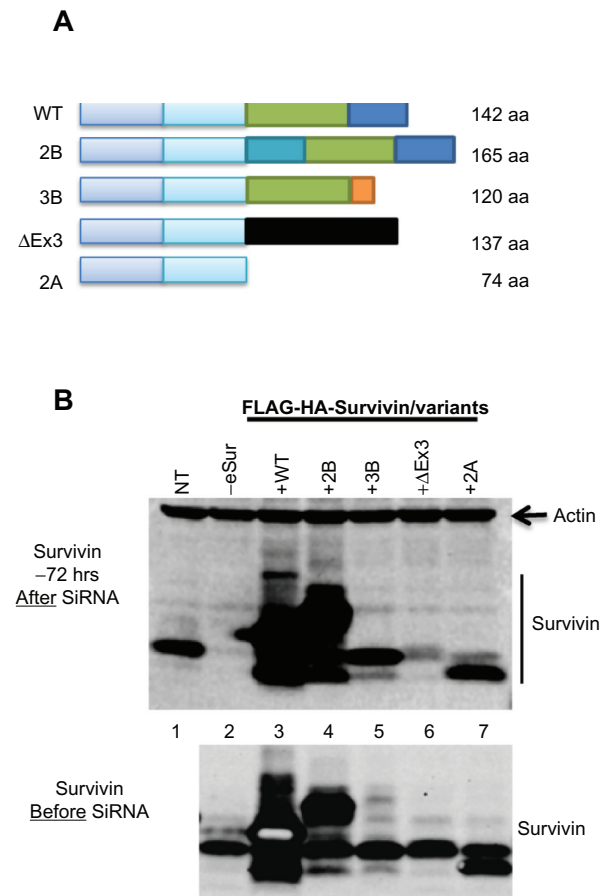 A
WT 142 aa
2B 165 aa
3B 120 aa
ΔEx3 137 aa
2A 74 aa
B
FLAG-HA-Survivin/variants
NT –eSur +WT +2B +3B +ΔEx3 +2A
Actin
Survivin
–72 hrs
After SiRNA
Survivin
1 2 3 4 5 6 7
Survivin
Before SiRNA
Survivin